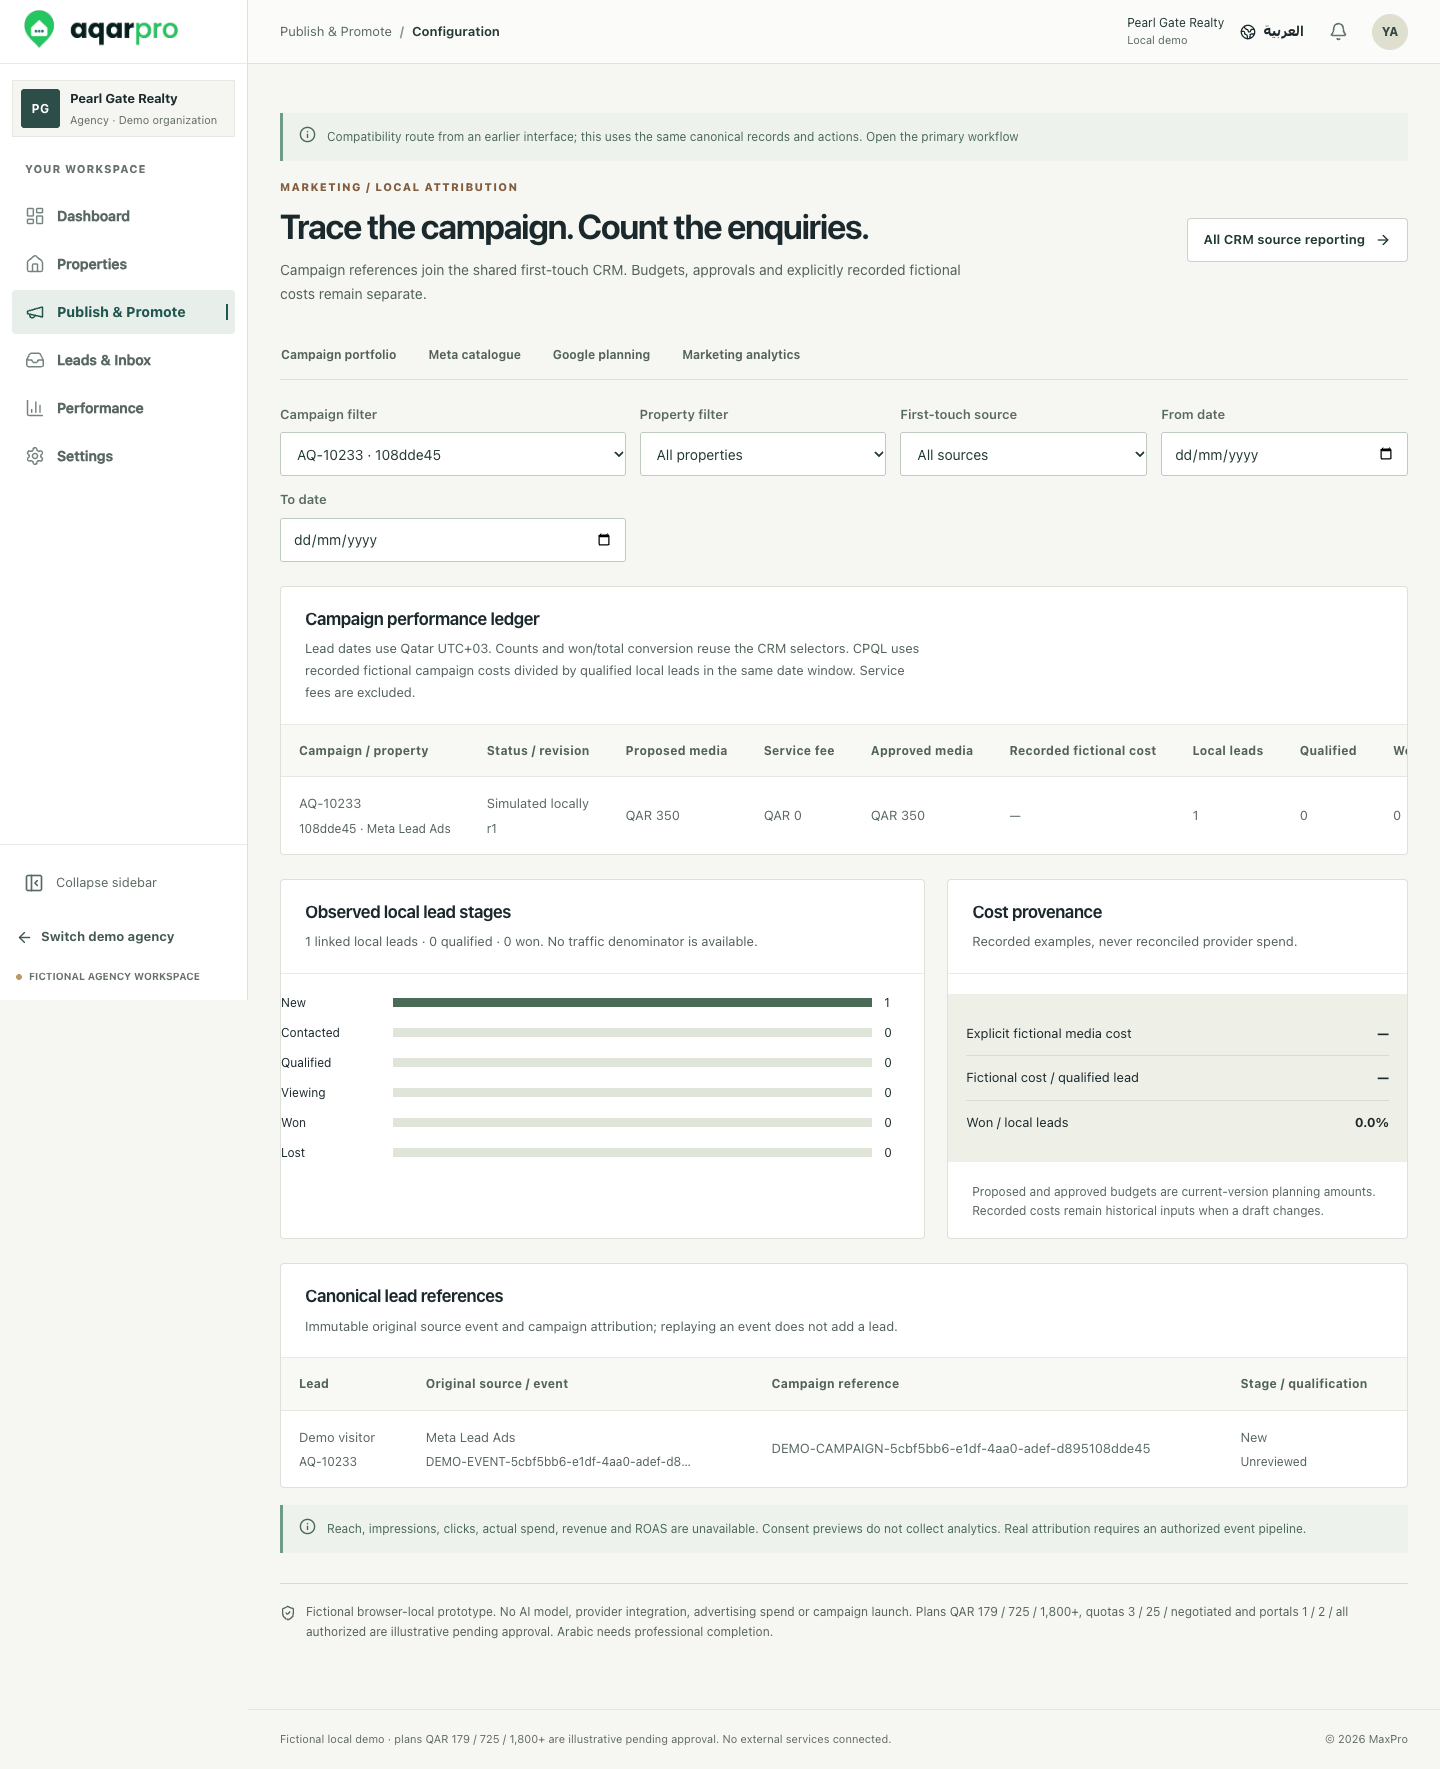 aqarpro
PG
Pearl Gate Realty
Agency · Demo organization
YOUR WORKSPACE
Dashboard
Properties
Publish & Promote
Leads & Inbox
Performance
Settings
Collapse sidebar
Switch demo agency
FICTIONAL AGENCY WORKSPACE
Publish & Promote / Configuration
Pearl Gate Realty
Local demo
العربية
YA
Compatibility route from an earlier interface; this uses the same canonical records and actions. Open the primary workflow
MARKETING / LOCAL ATTRIBUTION
Trace the campaign. Count the enquiries.
Campaign references join the shared first-touch CRM. Budgets, approvals and explicitly recorded fictional
costs remain separate.
All CRM source reporting
Campaign portfolio Meta catalogue Google planning Marketing analytics
Campaign filter Property filter First-touch source From date
AQ-10233 · 108dde45 All properties All sources dd/mm/yyyy
To date
dd/mm/yyyy
Campaign performance ledger
Lead dates use Qatar UTC+03. Counts and won/total conversion reuse the CRM selectors. CPQL uses
recorded fictional campaign costs divided by qualified local leads in the same date window. Service
fees are excluded.
Campaign / property Status / revision Proposed media Service fee Approved media Recorded fictional cost Local leads Qualified
AQ-10233 Simulated locally QAR 350 QAR 0 QAR 350 — 1 0 0
108dde45 · Meta Lead Ads r1
Observed local lead stages
1 linked local leads · 0 qualified · 0 won. No traffic denominator is available.
New 1
Contacted 0
Qualified 0
Viewing 0
Won 0
Lost 0
Cost provenance
Recorded examples, never reconciled provider spend.
Explicit fictional media cost —
Fictional cost / qualified lead —
Won / local leads 0.0%
Proposed and approved budgets are current-version planning amounts.
Recorded costs remain historical inputs when a draft changes.
Canonical lead references
Immutable original source event and campaign attribution; replaying an event does not add a lead.
Lead Original source / event Campaign reference Stage / qualification
Demo visitor Meta Lead Ads DEMO-CAMPAIGN-5cbf5bb6-e1df-4aa0-adef-d895108dde45 New
AQ-10233 DEMO-EVENT-5cbf5bb6-e1df-4aa0-adef-d8... Unreviewed
Reach, impressions, clicks, actual spend, revenue and ROAS are unavailable. Consent previews do not collect analytics. Real attribution requires an authorized event pipeline.
Fictional browser-local prototype. No AI model, provider integration, advertising spend or campaign launch. Plans QAR 179 / 725 / 1,800+, quotas 3 / 25 / negotiated and portals 1 / 2 / all
authorized are illustrative pending approval. Arabic needs professional completion.
Fictional local demo · plans QAR 179 / 725 / 1,800+ are illustrative pending approval. No external services connected.
© 2026 MaxPro